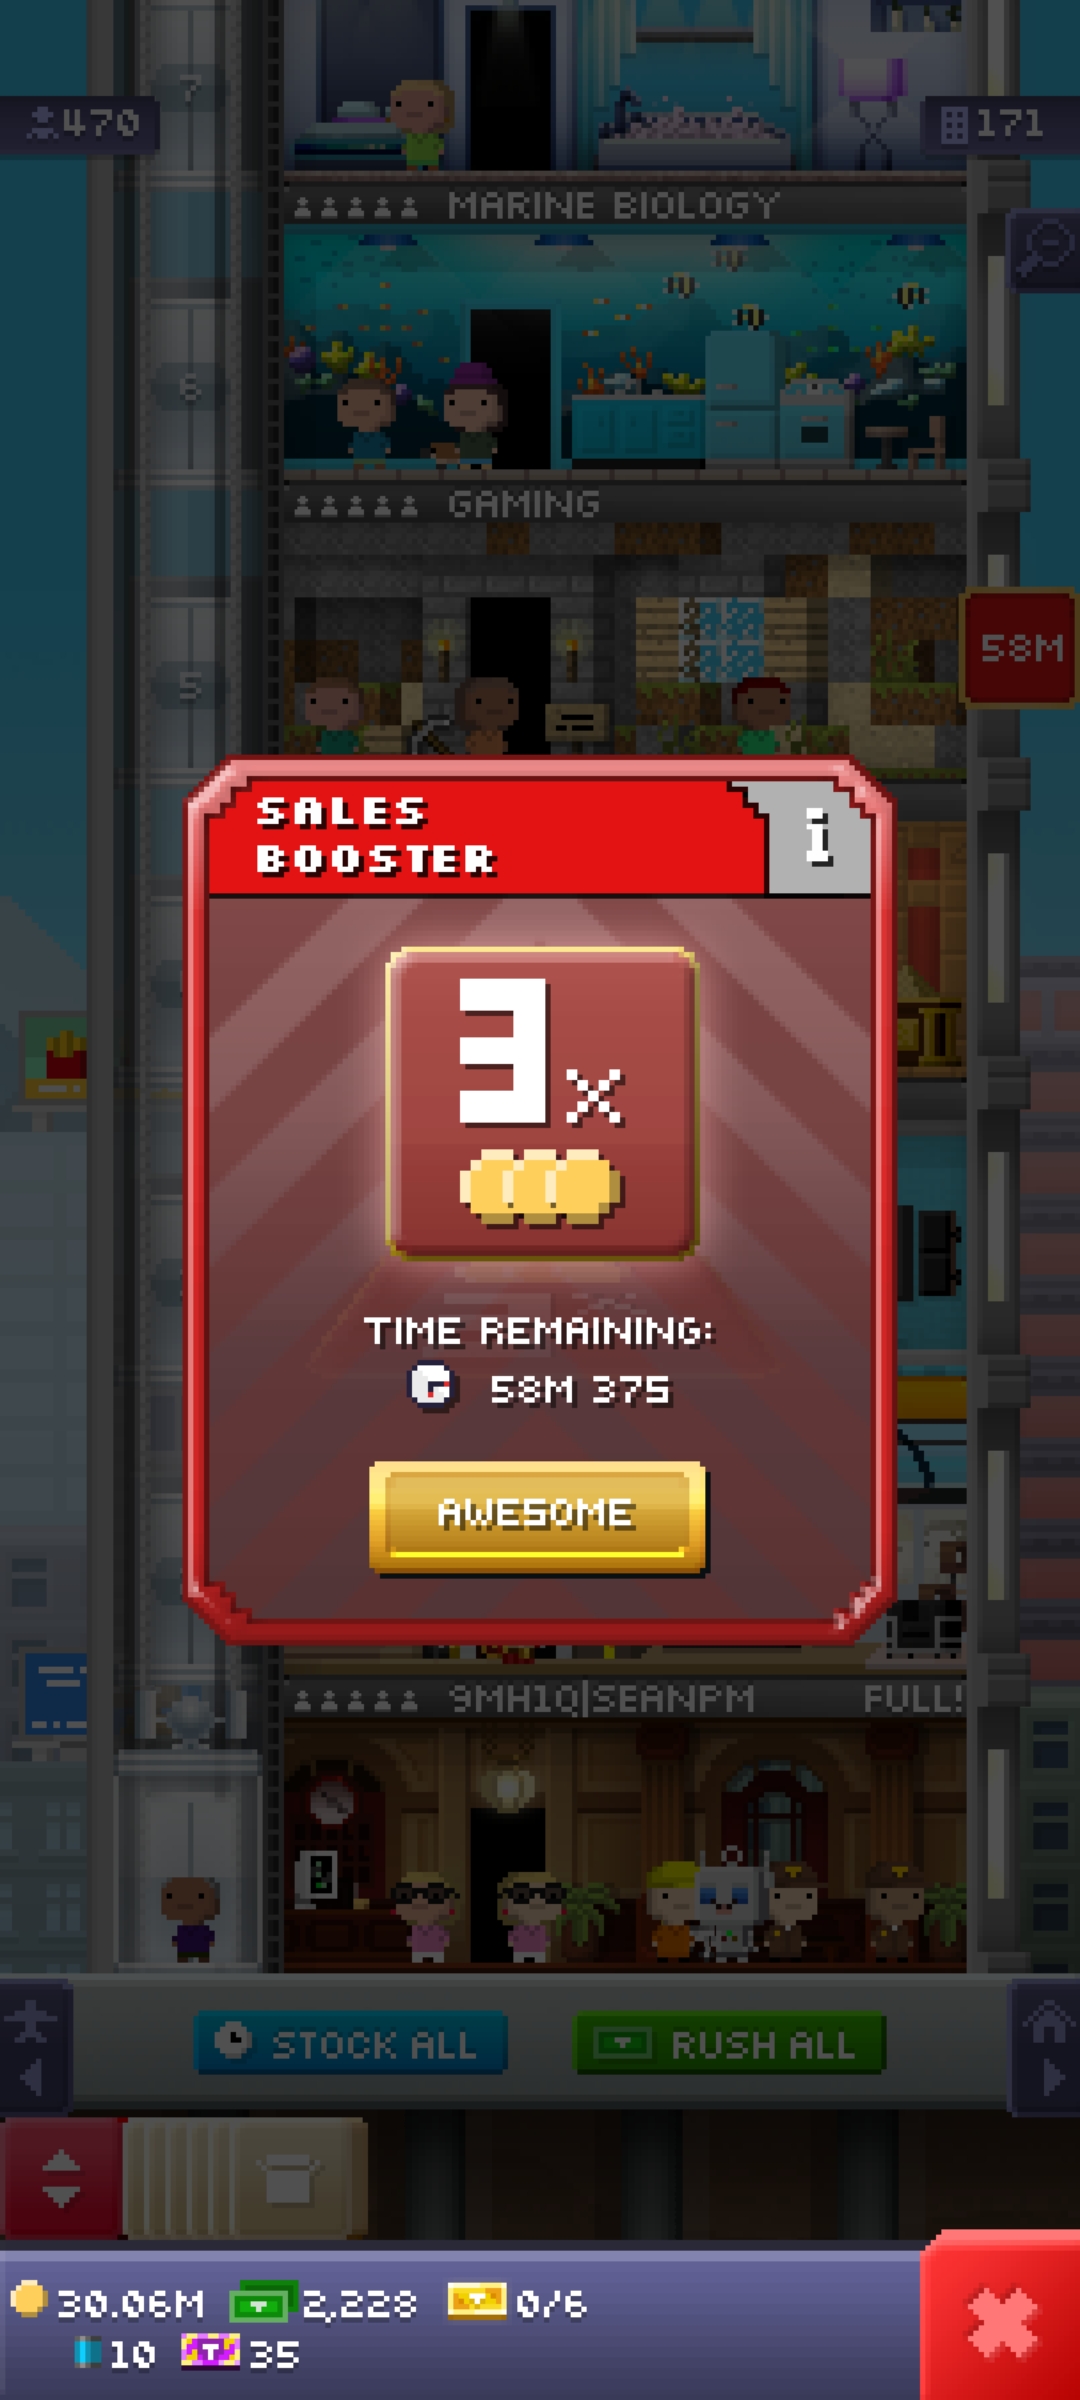 7
470
171
MARINE BIOLOGY
6
GAMING
5
58M
SALES
BOOSTER
i
3x
TIME REMAINING:
58M 37S
AWESOME
9MH1Q|SEANPM FULL!
STOCK ALL
RUSH ALL
30.06M 2,228 0/6
10 35